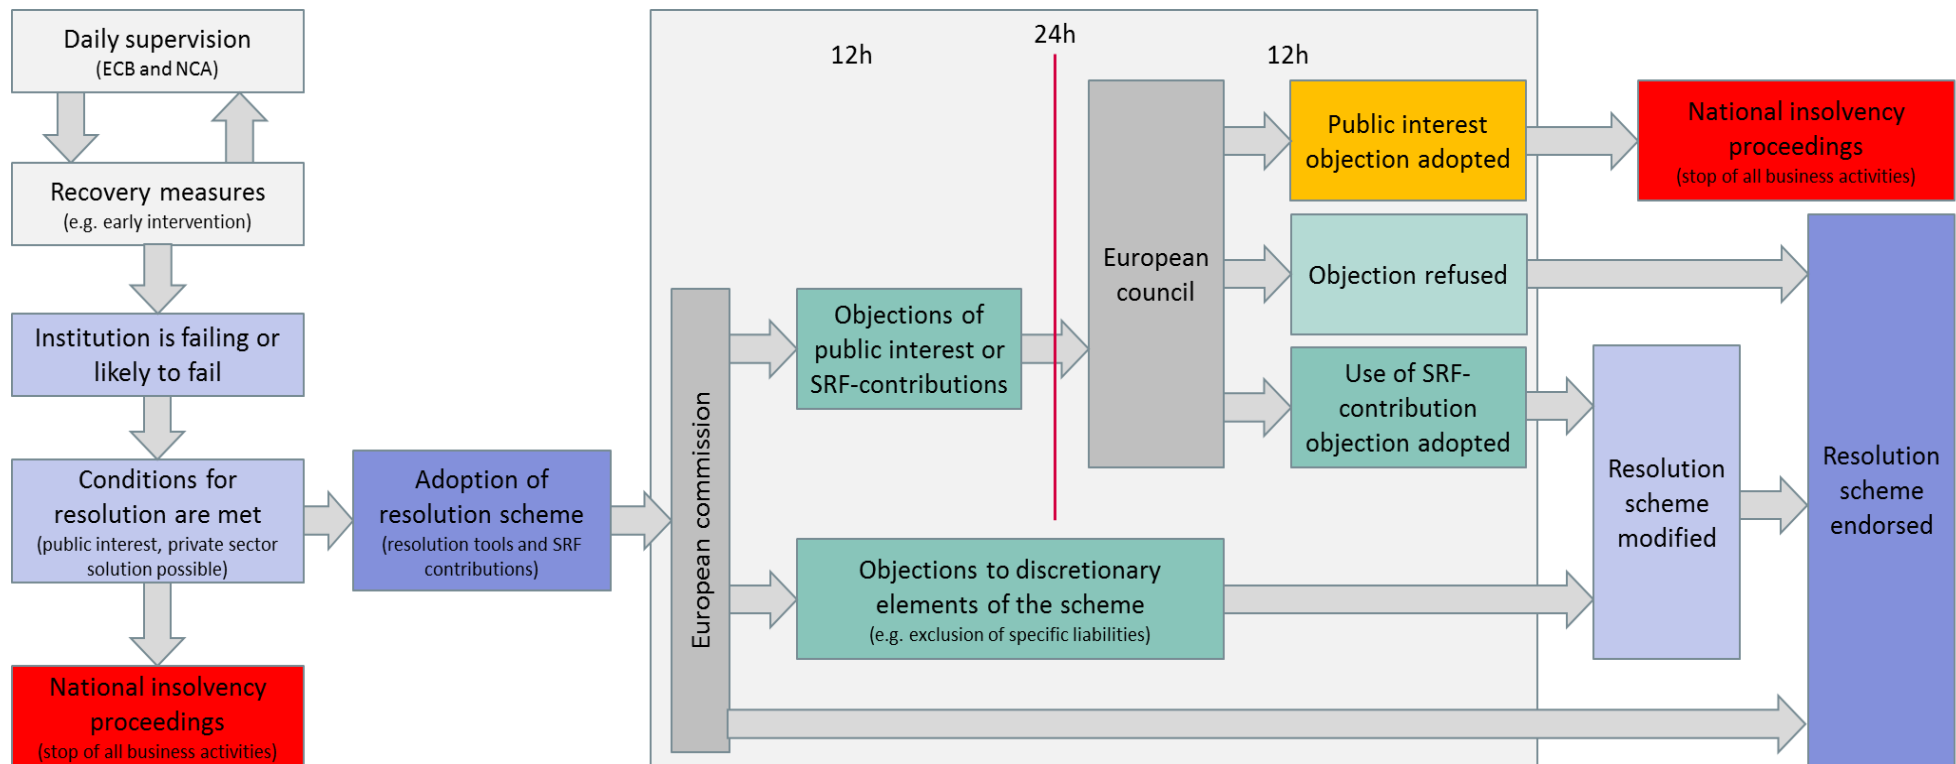 Daily supervision
(ECB and NCA)
Recovery measures
(e.g. early intervention)
Institution is failing or
likely to fail
Conditions for
resolution are met
(public interest, private sector
solution possible)
National insolvency
proceedings
(stop of all business activities)
Adoption of
resolution scheme
(resolution tools and SRF
contributions)
European commission
12h
24h
12h
Objections of
public interest or
SRF-contributions
Objections to discretionary
elements of the scheme
(e.g. exclusion of specific liabilities)
European
council
Public interest
objection adopted
Objection refused
Use of SRF-
contribution
objection adopted
National insolvency
proceedings
(stop of all business activities)
Resolution
scheme
modified
Resolution
scheme
endorsed